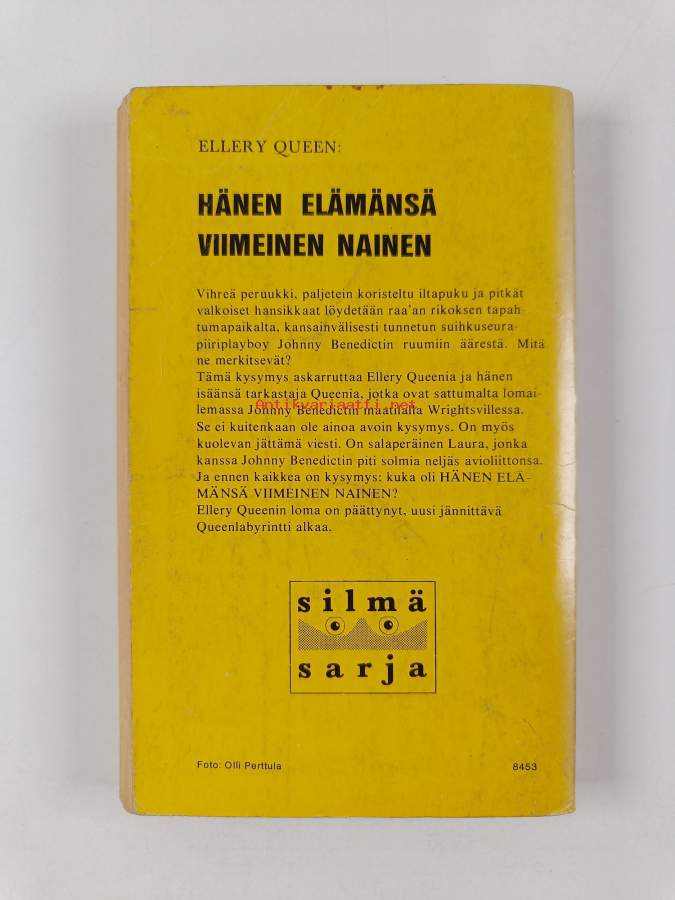 ELLERY QUEEN:
HÄNEN ELÄMÄNSÄ
VIIMEINEN NAINEN
Vihreä peruukki, paljetein koristeltu iltapuku ja pitkät
valkoiset hansikkaat löydetään raa'an rikoksen tapah-
tumapaikalta, kansainvälisesti tunnetun suihkuseura-
piiriplayboy Johnny Benedictin ruumiin äärestä. Mitä
ne merkitsevät?
Tämä kysymys askarruttaa Ellery Queenia ja hänen
isäänsä tarkastaja Queenia, jotka ovat sattumalta lomai-
Antikvariaatti.net
lemassa Johnny Benedictin maatilalla Wrightsvillessa.
Se ei kuitenkaan ole ainoa avoin kysymys. On myös
kuolevan jättämä viesti. On salaperäinen Laura, jonka
kanssa Johnny Benedictin piti solmia neljäs avioliittonsa.
Ja ennen kaikkea on kysymys: kuka oli HÄNEN ELÄ-
MÄNSÄ VIIMEINEN NAINEN?
Ellery Queenin loma on päättynyt, uusi jännittävä
Queenlabyrintti alkaa.
silmä
sarja
Foto: Olli Perttula
8453